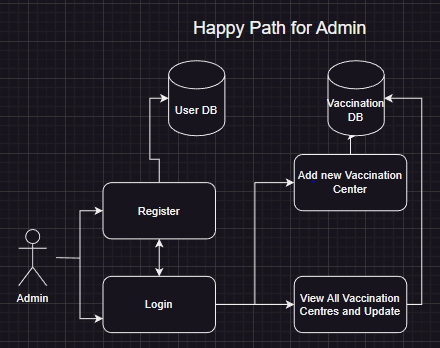 Happy Path for Admin
User DB
Vaccination
DB
Add new Vaccination
Center
Register
Admin
Login
View All Vaccination
Centres and Update